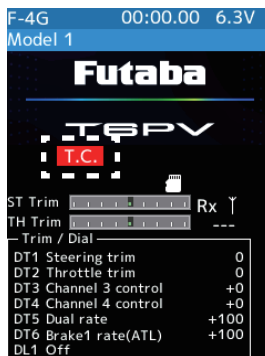 F-4G 00:00.00 6.3V
Model 1
Futaba
T6PV
T.C.
ST Trim Rx
TH Trim ---
Trim / Dial
DT1 Steering trim 0
DT2 Throttle trim 0
DT3 Channel 3 control +0
DT4 Channel 4 control +0
DT5 Dual rate +100
DT6 Brake1 rate(ATL) +100
DL1 Off